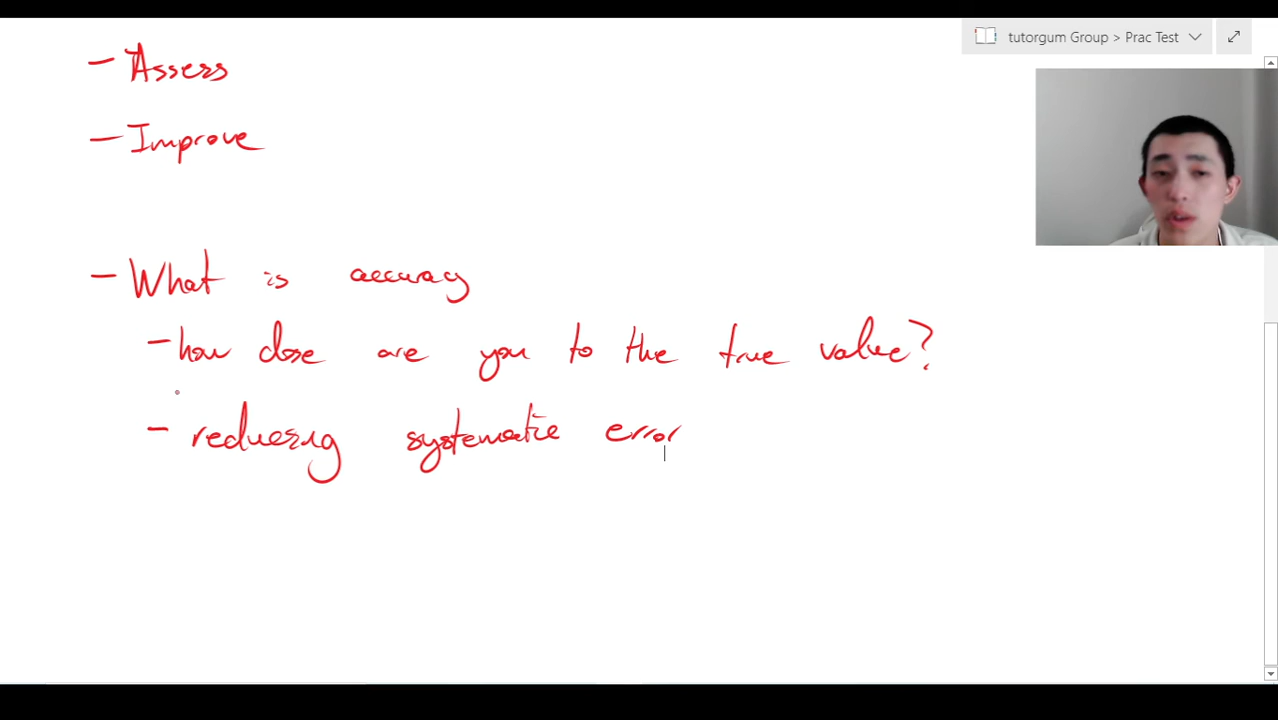 tutorgum Group > Prac Test
- Assess
- Improve
- What is accuracy
- how close are you to the true value?
- reducing systematic error